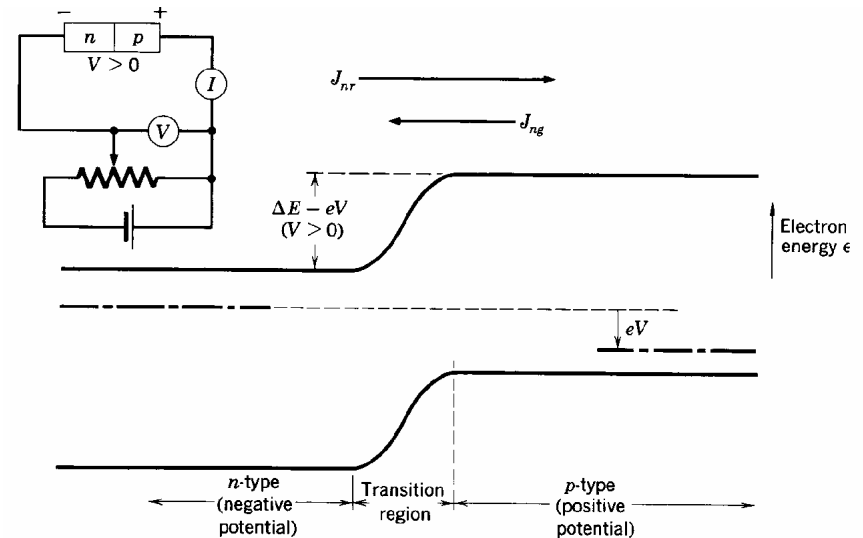 − +
n p
V > 0
I
V
J_nr
J_ng
ΔE − eV
(V > 0)
Electron
energy ϵ
eV
n-type
(negative
potential)
Transition
region
p-type
(positive
potential)